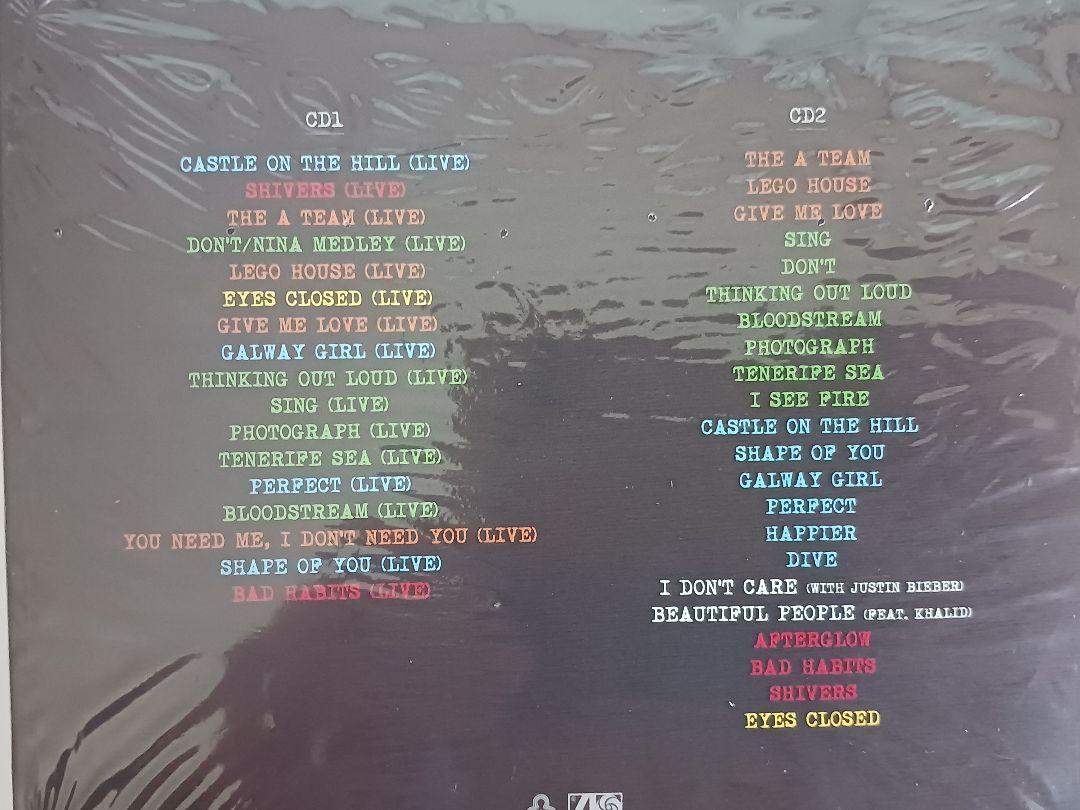 CD1
CASTLE ON THE HILL (LIVE)
SHIVERS (LIVE)
THE A TEAM (LIVE)
DON'T/NINA MEDLEY (LIVE)
LEGO HOUSE (LIVE)
EYES CLOSED (LIVE)
GIVE ME LOVE (LIVE)
GALWAY GIRL (LIVE)
THINKING OUT LOUD (LIVE)
SING (LIVE)
PHOTOGRAPH (LIVE)
TENERIFE SEA (LIVE)
PERFECT (LIVE)
BLOODSTREAM (LIVE)
YOU NEED ME, I DON'T NEED YOU (LIVE)
SHAPE OF YOU (LIVE)
BAD HABITS (LIVE)
CD2
THE A TEAM
LEGO HOUSE
GIVE ME LOVE
SING
DON'T
THINKING OUT LOUD
BLOODSTREAM
PHOTOGRAPH
TENERIFE SEA
I SEE FIRE
CASTLE ON THE HILL
SHAPE OF YOU
GALWAY GIRL
PERFECT
HAPPIER
DIVE
I DON'T CARE (WITH JUSTIN BIEBER)
BEAUTIFUL PEOPLE (FEAT. KHALID)
AFTERGLOW
BAD HABITS
SHIVERS
EYES CLOSED